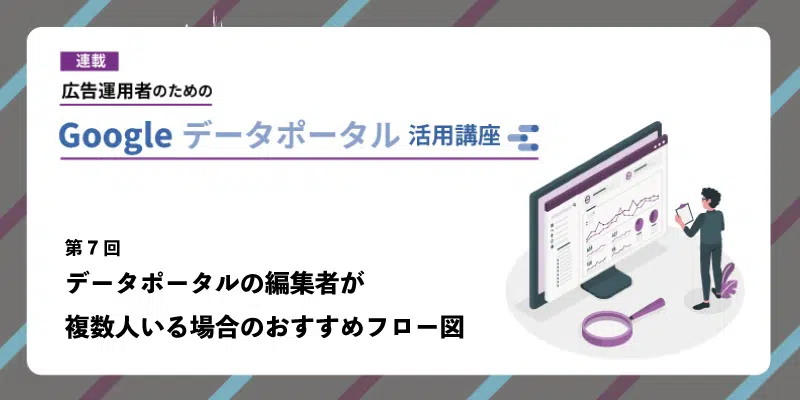 連載
広告運用者のための
Google データポータル 活用講座
第７回
データポータルの編集者が
複数人いる場合のおすすめフロー図